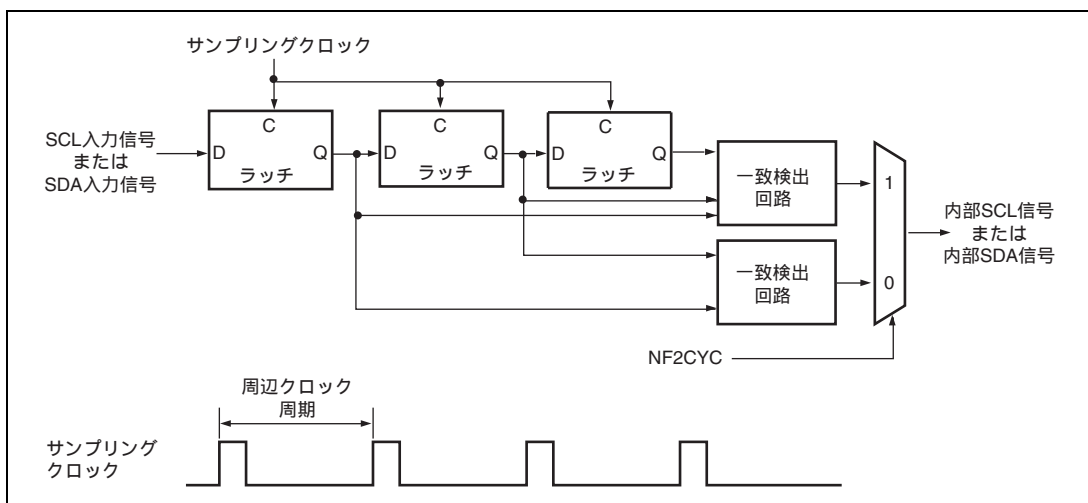 サンプリングクロック
SCL入力信号
または
SDA入力信号
C
D
Q
ラッチ
C
D
Q
ラッチ
C
D
Q
ラッチ
一致検出
回路
一致検出
回路
1
0
内部SCL信号
または
内部SDA信号
NF2CYC
周辺クロック
周期
サンプリング
クロック